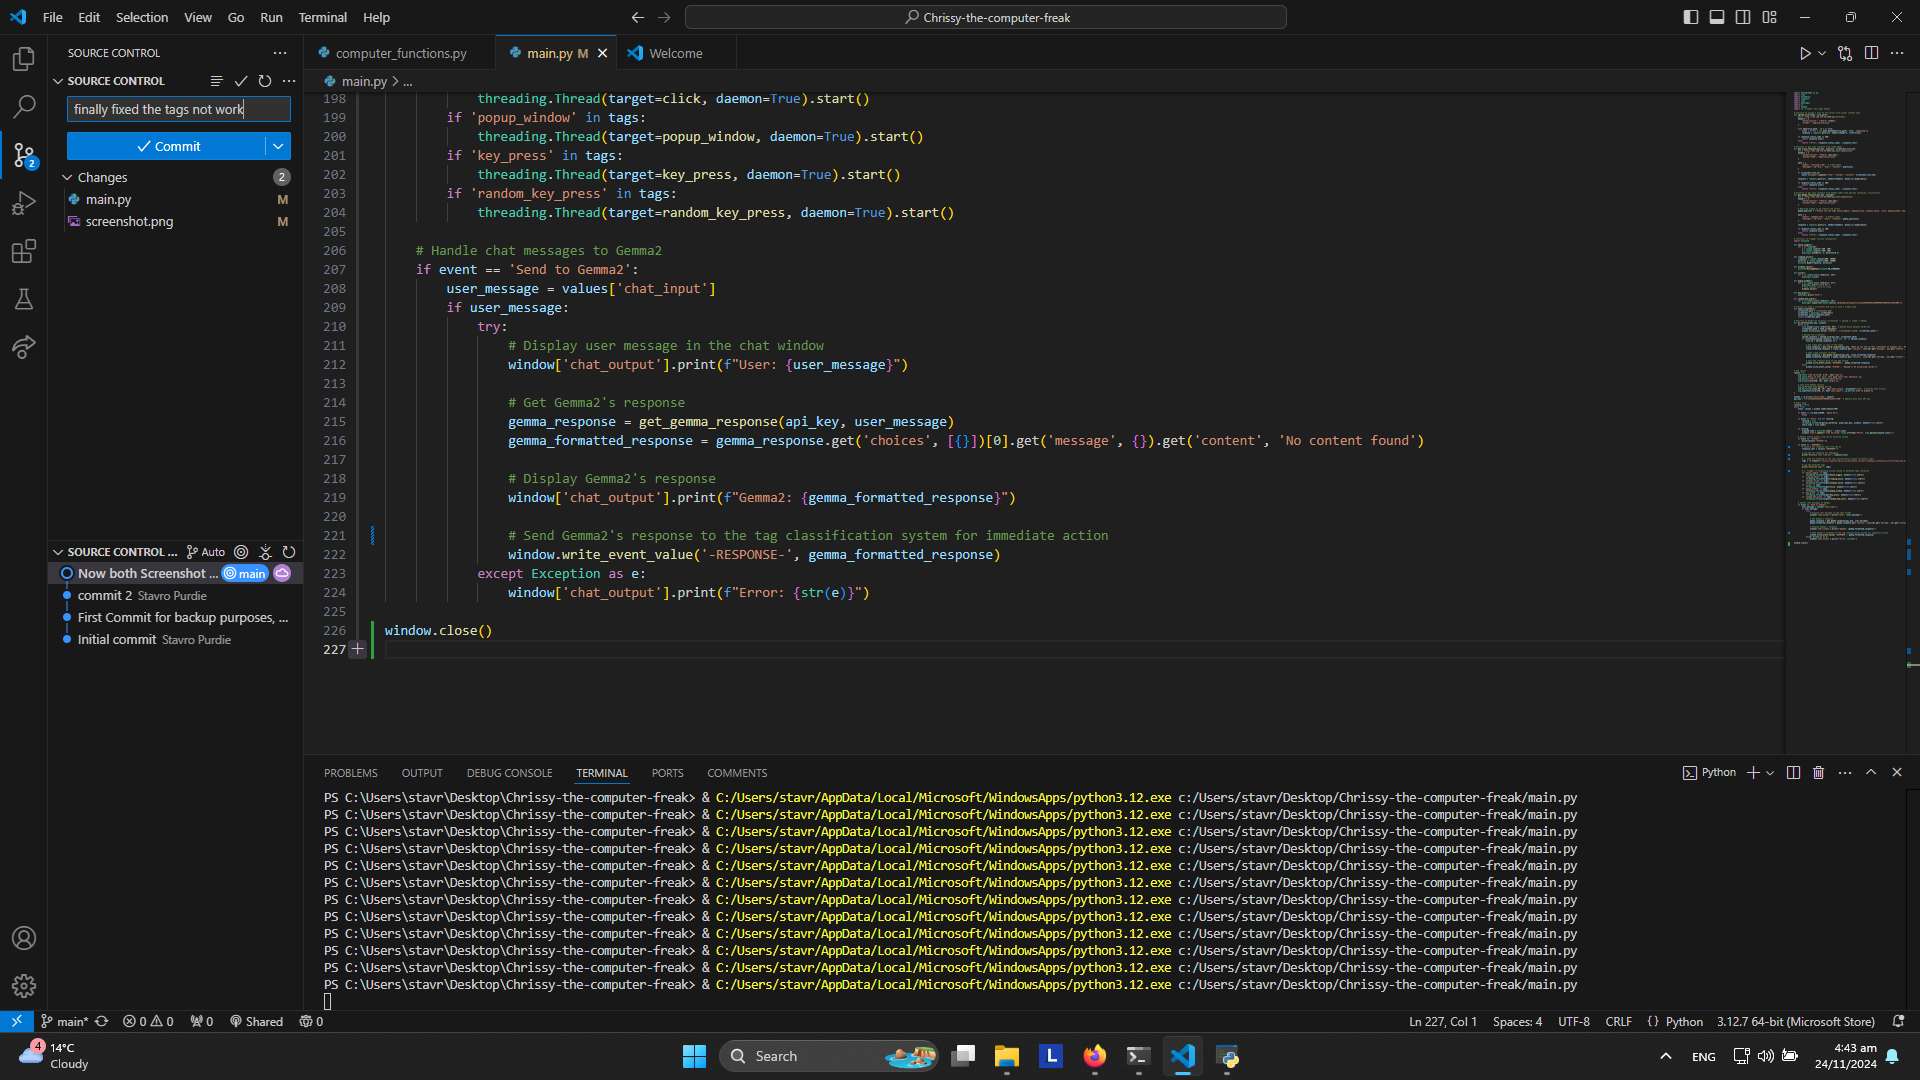 File Edit Selection View Go Run Terminal Help
Chrissy-the-computer-freak
SOURCE CONTROL
SOURCE CONTROL
finally fixed the tags not work
Commit
2
Changes 2
main.py M
screenshot.png M
SOURCE CONTROL ... Auto
Now both Screenshot ... main
commit 2 Stavro Purdie
First Commit for backup purposes, ...
Initial commit Stavro Purdie
computer_functions.py main.py M Welcome
main.py > ...
198 threading.Thread(target=click, daemon=True).start()
199 if 'popup_window' in tags:
200 threading.Thread(target=popup_window, daemon=True).start()
201 if 'key_press' in tags:
202 threading.Thread(target=key_press, daemon=True).start()
203 if 'random_key_press' in tags:
204 threading.Thread(target=random_key_press, daemon=True).start()
205
206 # Handle chat messages to Gemma2
207 if event == 'Send to Gemma2':
208 user_message = values['chat_input']
209 if user_message:
210 try:
211 # Display user message in the chat window
212 window['chat_output'].print(f"User: {user_message}")
213
214 # Get Gemma2's response
215 gemma_response = get_gemma_response(api_key, user_message)
216 gemma_formatted_response = gemma_response.get('choices', [{}])[0].get('message', {}).get('content', 'No content found')
217
218 # Display Gemma2's response
219 window['chat_output'].print(f"Gemma2: {gemma_formatted_response}")
220
221 # Send Gemma2's response to the tag classification system for immediate action
222 window.write_event_value('-RESPONSE-', gemma_formatted_response)
223 except Exception as e:
224 window['chat_output'].print(f"Error: {str(e)}")
225
226 window.close()
227
PROBLEMS OUTPUT DEBUG CONSOLE TERMINAL PORTS COMMENTS
Python
PS C:\Users\stavr\Desktop\Chrissy-the-computer-freak> & C:/Users/stavr/AppData/Local/Microsoft/WindowsApps/python3.12.exe c:/Users/stavr/Desktop/Chrissy-the-computer-freak/main.py
PS C:\Users\stavr\Desktop\Chrissy-the-computer-freak> & C:/Users/stavr/AppData/Local/Microsoft/WindowsApps/python3.12.exe c:/Users/stavr/Desktop/Chrissy-the-computer-freak/main.py
PS C:\Users\stavr\Desktop\Chrissy-the-computer-freak> & C:/Users/stavr/AppData/Local/Microsoft/WindowsApps/python3.12.exe c:/Users/stavr/Desktop/Chrissy-the-computer-freak/main.py
PS C:\Users\stavr\Desktop\Chrissy-the-computer-freak> & C:/Users/stavr/AppData/Local/Microsoft/WindowsApps/python3.12.exe c:/Users/stavr/Desktop/Chrissy-the-computer-freak/main.py
PS C:\Users\stavr\Desktop\Chrissy-the-computer-freak> & C:/Users/stavr/AppData/Local/Microsoft/WindowsApps/python3.12.exe c:/Users/stavr/Desktop/Chrissy-the-computer-freak/main.py
PS C:\Users\stavr\Desktop\Chrissy-the-computer-freak> & C:/Users/stavr/AppData/Local/Microsoft/WindowsApps/python3.12.exe c:/Users/stavr/Desktop/Chrissy-the-computer-freak/main.py
PS C:\Users\stavr\Desktop\Chrissy-the-computer-freak> & C:/Users/stavr/AppData/Local/Microsoft/WindowsApps/python3.12.exe c:/Users/stavr/Desktop/Chrissy-the-computer-freak/main.py
PS C:\Users\stavr\Desktop\Chrissy-the-computer-freak> & C:/Users/stavr/AppData/Local/Microsoft/WindowsApps/python3.12.exe c:/Users/stavr/Desktop/Chrissy-the-computer-freak/main.py
PS C:\Users\stavr\Desktop\Chrissy-the-computer-freak> & C:/Users/stavr/AppData/Local/Microsoft/WindowsApps/python3.12.exe c:/Users/stavr/Desktop/Chrissy-the-computer-freak/main.py
PS C:\Users\stavr\Desktop\Chrissy-the-computer-freak> & C:/Users/stavr/AppData/Local/Microsoft/WindowsApps/python3.12.exe c:/Users/stavr/Desktop/Chrissy-the-computer-freak/main.py
PS C:\Users\stavr\Desktop\Chrissy-the-computer-freak> & C:/Users/stavr/AppData/Local/Microsoft/WindowsApps/python3.12.exe c:/Users/stavr/Desktop/Chrissy-the-computer-freak/main.py
PS C:\Users\stavr\Desktop\Chrissy-the-computer-freak> & C:/Users/stavr/AppData/Local/Microsoft/WindowsApps/python3.12.exe c:/Users/stavr/Desktop/Chrissy-the-computer-freak/main.py
main* 0 0 0 Shared 0 Ln 227, Col 1 Spaces: 4 UTF-8 CRLF {} Python 3.12.7 64-bit (Microsoft Store)
4 14°C
Cloudy
Search
L
ENG
4:43 am
24/11/2024